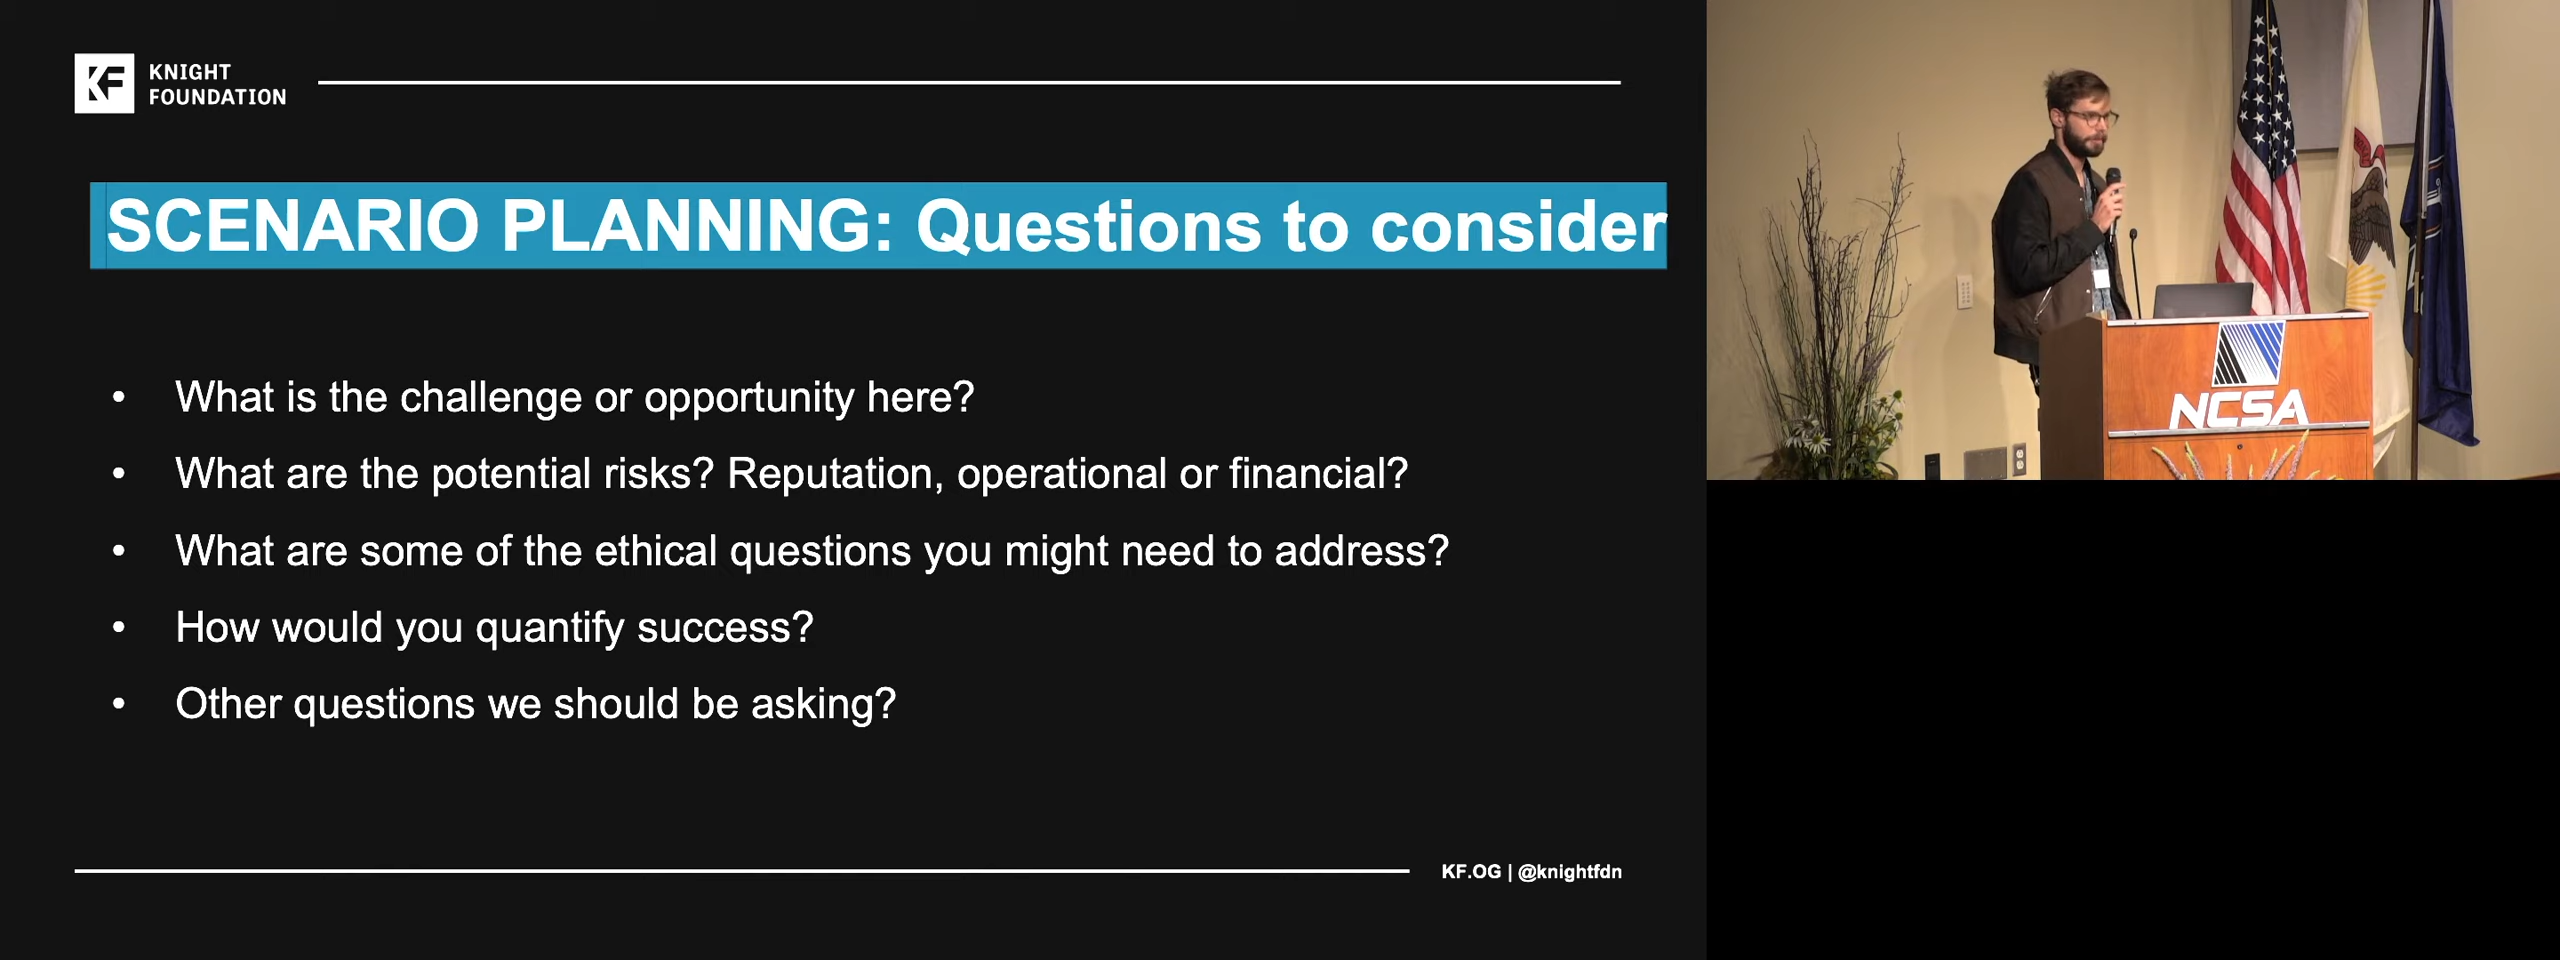 KNIGHT
FOUNDATION
SCENARIO PLANNING: Questions to consider
• What is the challenge or opportunity here?
• What are the potential risks? Reputation, operational or financial?
• What are some of the ethical questions you might need to address?
• How would you quantify success?
• Other questions we should be asking?
KF.OG | @knightfdn
KF
NCSA